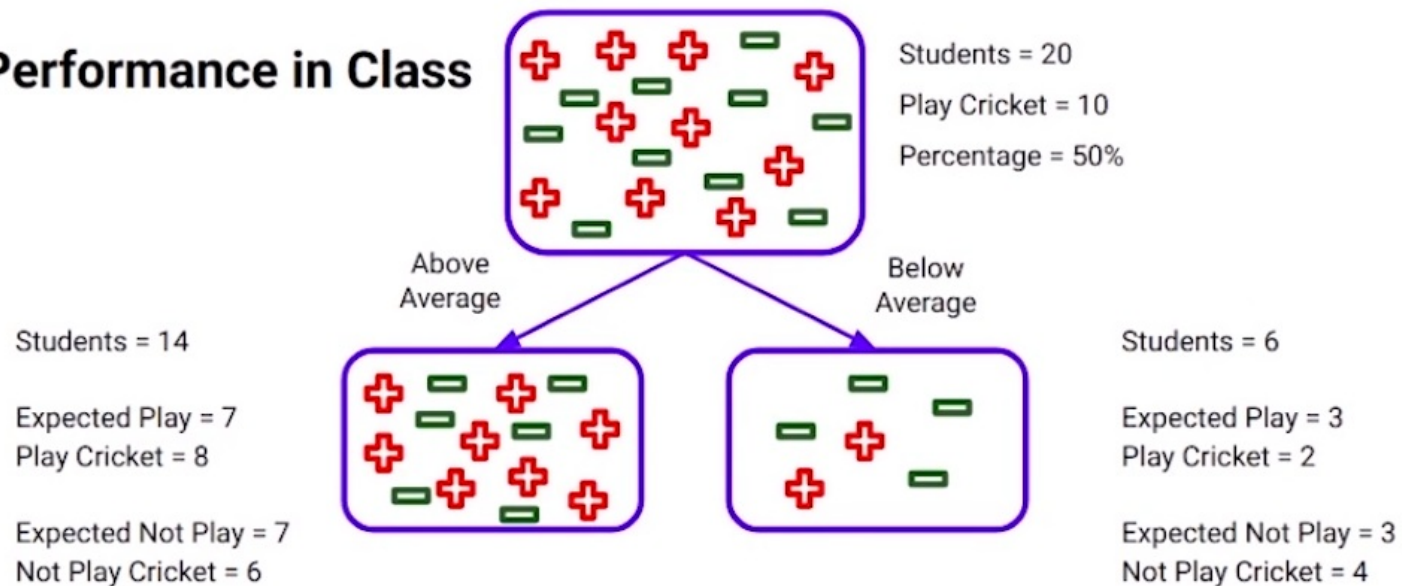 Performance in Class
Students = 20
Play Cricket = 10
Percentage = 50%
Above
Average
Below
Average
Students = 14
Expected Play = 7
Play Cricket = 8
Expected Not Play = 7
Not Play Cricket = 6
Students = 6
Expected Play = 3
Play Cricket = 2
Expected Not Play = 3
Not Play Cricket = 4